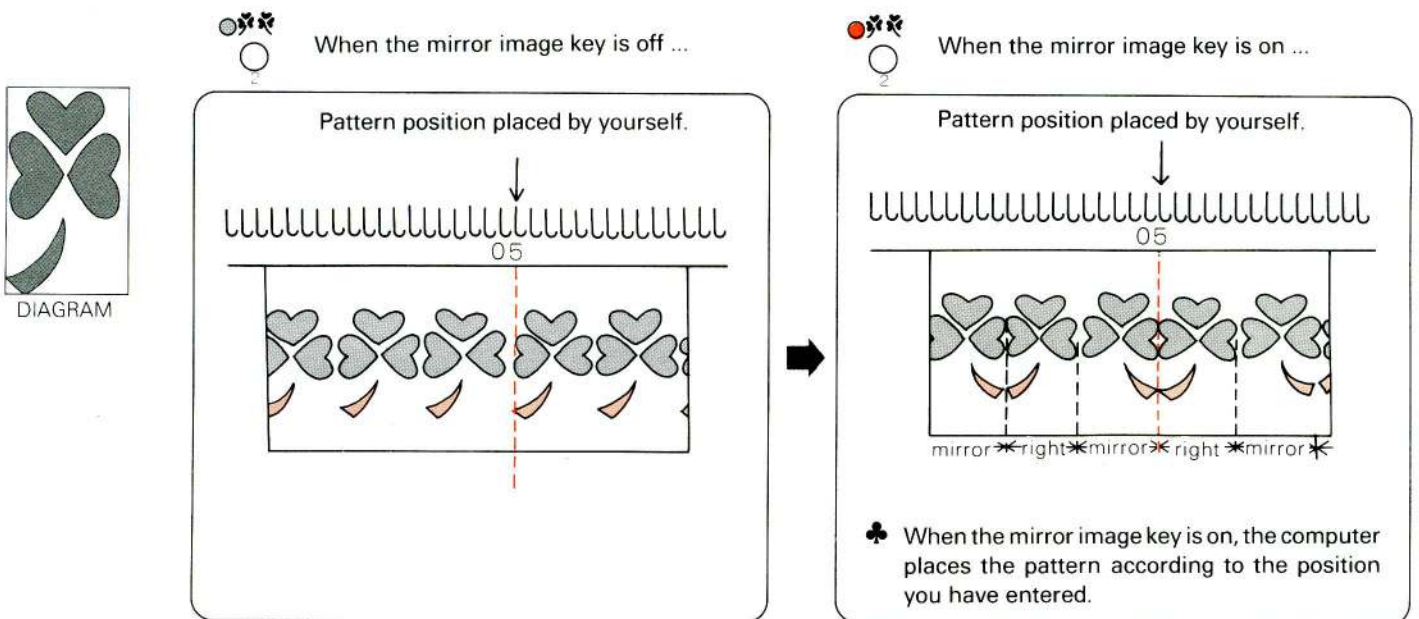 When the mirror image key is off ...
2
Pattern position placed by yourself.
05
DIAGRAM
When the mirror image key is on ...
2
Pattern position placed by yourself.
05
mirror right mirror right mirror
♣ When the mirror image key is on, the computer
places the pattern according to the position
you have entered.